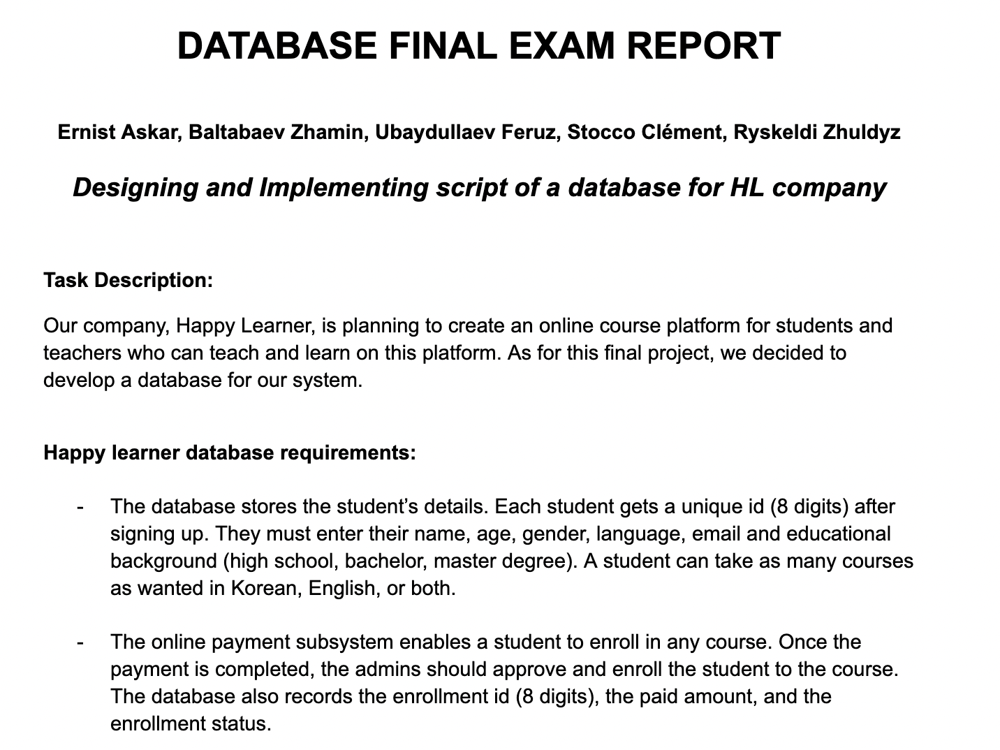 DATABASE FINAL EXAM REPORT
Ernist Askar, Baltabaev Zhamin, Ubaydullaev Feruz, Stocco Clément, Ryskeldi Zhuldyz
Designing and Implementing script of a database for HL company
Task Description:
Our company, Happy Learner, is planning to create an online course platform for students and
teachers who can teach and learn on this platform. As for this final project, we decided to
develop a database for our system.
Happy learner database requirements:
- The database stores the student’s details. Each student gets a unique id (8 digits) after
signing up. They must enter their name, age, gender, language, email and educational
background (high school, bachelor, master degree). A student can take as many courses
as wanted in Korean, English, or both.
- The online payment subsystem enables a student to enroll in any course. Once the
payment is completed, the admins should approve and enroll the student to the course.
The database also records the enrollment id (8 digits), the paid amount, and the
enrollment status.